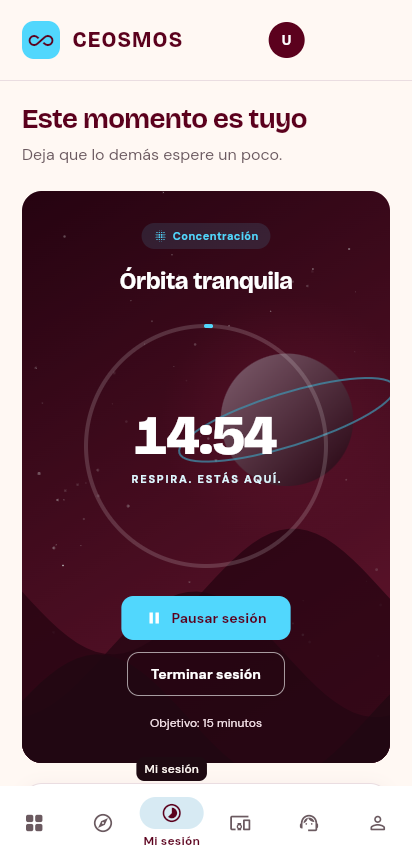 CEOSMOS
U
Este momento es tuyo
Deja que lo demás espere un poco.
Concentración
Órbita tranquila
14:54
RESPIRA. ESTÁS AQUÍ.
Pausar sesión
Terminar sesión
Objetivo: 15 minutos
Mi sesión
Mi sesión